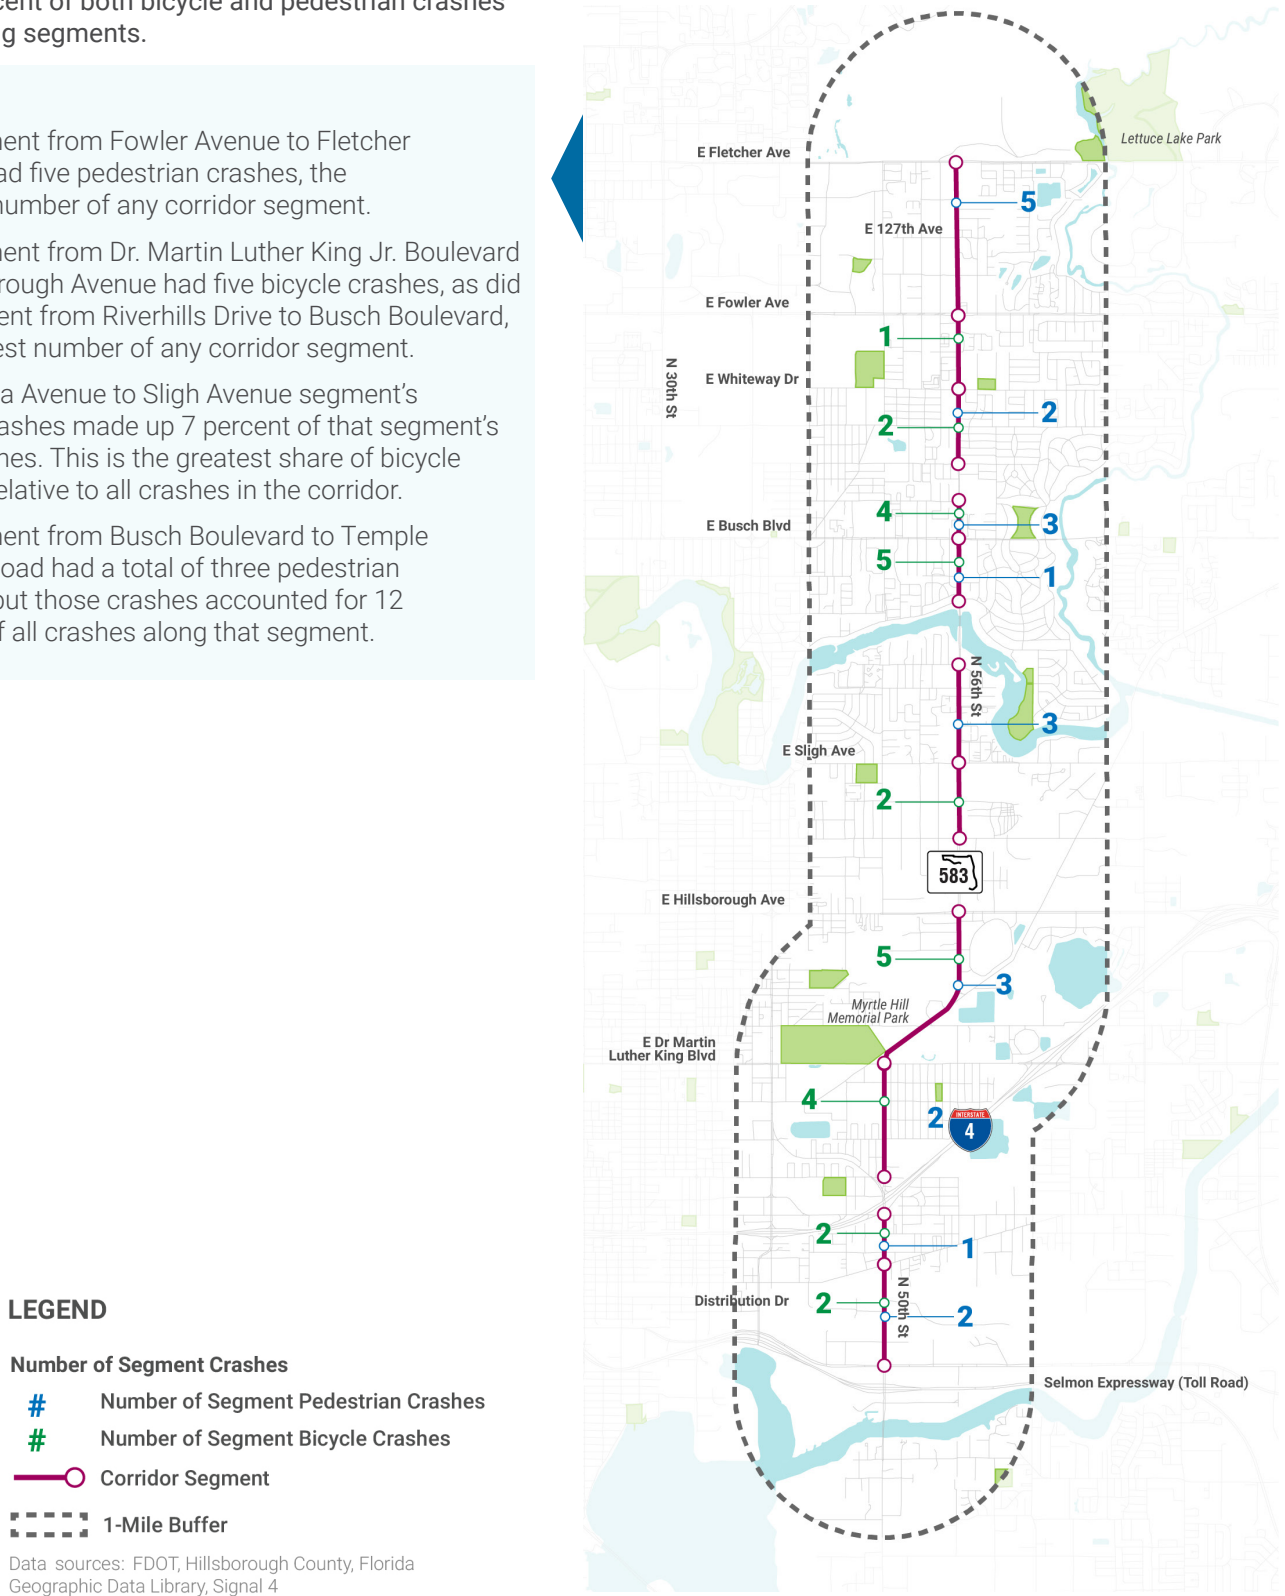 cent of both bicycle and pedestrian crashes
g segments.
ent from Fowler Avenue to Fletcher
ad five pedestrian crashes, the
number of any corridor segment.
ent from Dr. Martin Luther King Jr. Boulevard
rough Avenue had five bicycle crashes, as did
ent from Riverhills Drive to Busch Boulevard,
est number of any corridor segment.
a Avenue to Sligh Avenue segment's
ashes made up 7 percent of that segment's
nes. This is the greatest share of bicycle
elative to all crashes in the corridor.
ent from Busch Boulevard to Temple
oad had a total of three pedestrian
out those crashes accounted for 12
f all crashes along that segment.
Lettuce Lake Park
E Fletcher Ave
5
E 127th Ave
E Fowler Ave
1
N 30th St
E Whiteway Dr
2
2
4
E Busch Blvd
3
5
1
N 56th St
3
E Sligh Ave
2
583
E Hillsborough Ave
5
3
Myrtle Hill
Memorial Park
E Dr Martin
Luther King Blvd
4
2
INTERSTATE
4
2
1
N 50th St
Distribution Dr
2
2
Selmon Expressway (Toll Road)
LEGEND
Number of Segment Crashes
# Number of Segment Pedestrian Crashes
# Number of Segment Bicycle Crashes
Corridor Segment
1-Mile Buffer
Data sources: FDOT, Hillsborough County, Florida
Geographic Data Library, Signal 4